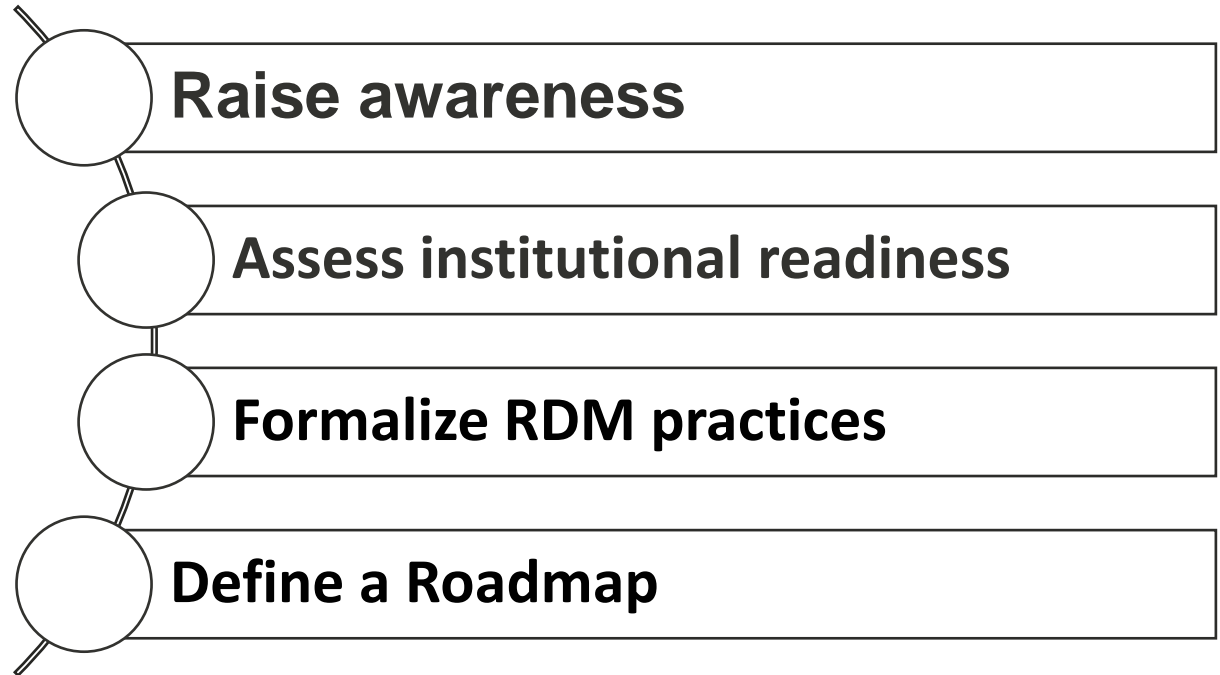 Raise awareness
Assess institutional readiness
Formalize RDM practices
Define a Roadmap